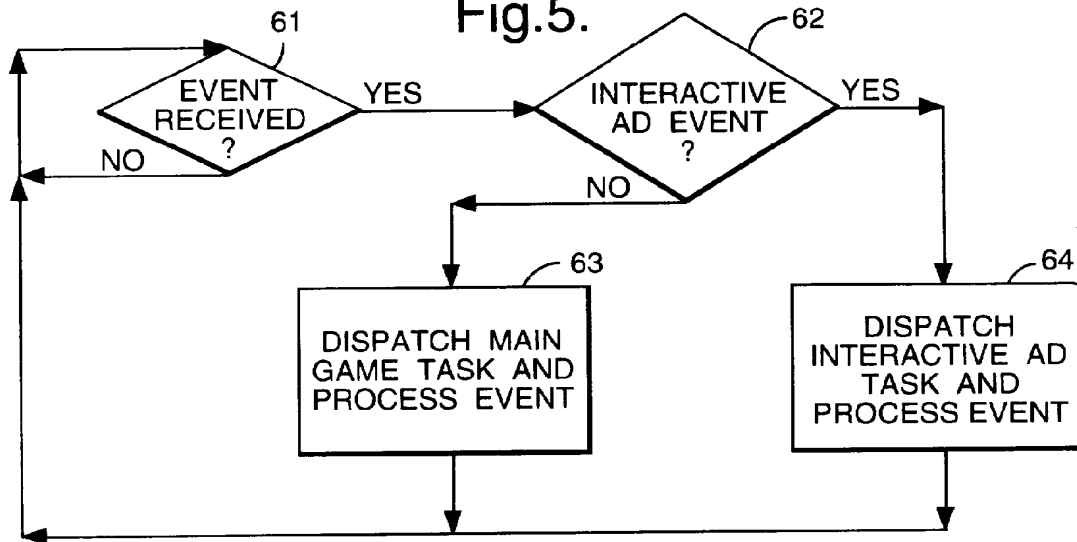 Fig.5.
61
EVENT
RECEIVED
?
YES
NO
62
INTERACTIVE
AD EVENT
?
YES
NO
63
DISPATCH MAIN
GAME TASK AND
PROCESS EVENT
64
DISPATCH
INTERACTIVE AD
TASK AND
PROCESS EVENT